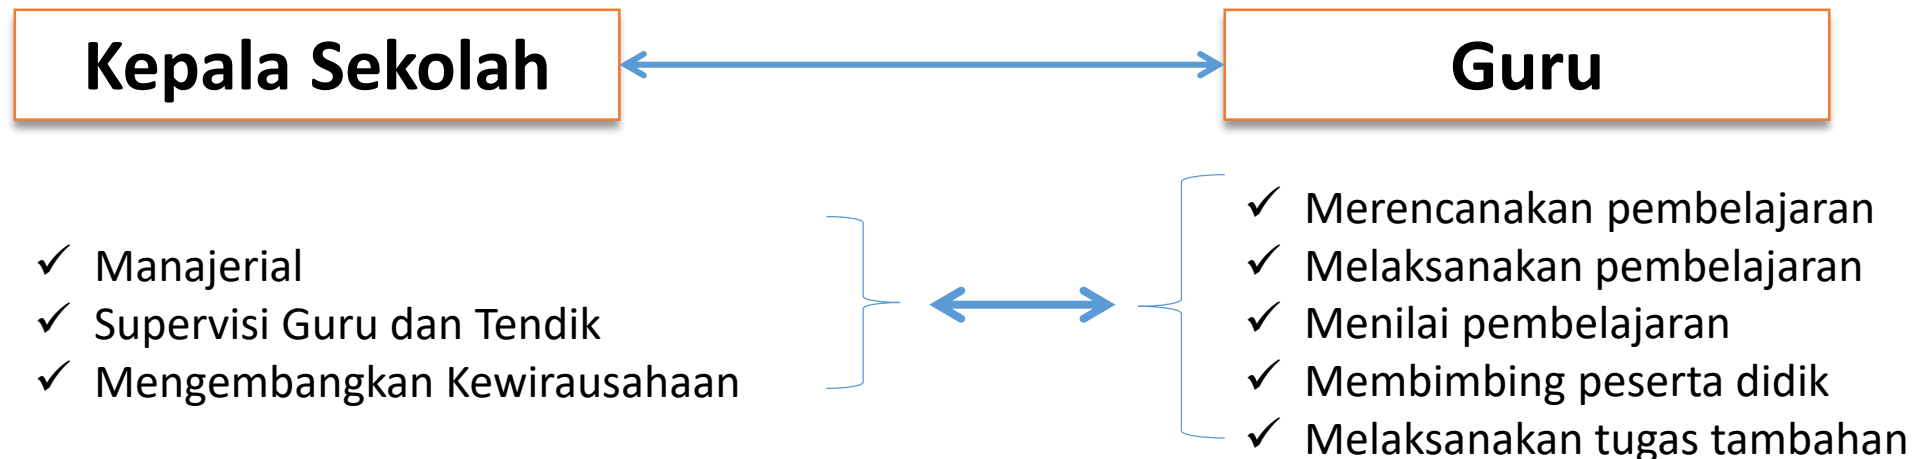 Kepala Sekolah
Guru
✓ Manajerial
✓ Supervisi Guru dan Tendik
✓ Mengembangkan Kewirausahaan
✓ Merencanakan pembelajaran
✓ Melaksanakan pembelajaran
✓ Menilai pembelajaran
✓ Membimbing peserta didik
✓ Melaksanakan tugas tambahan